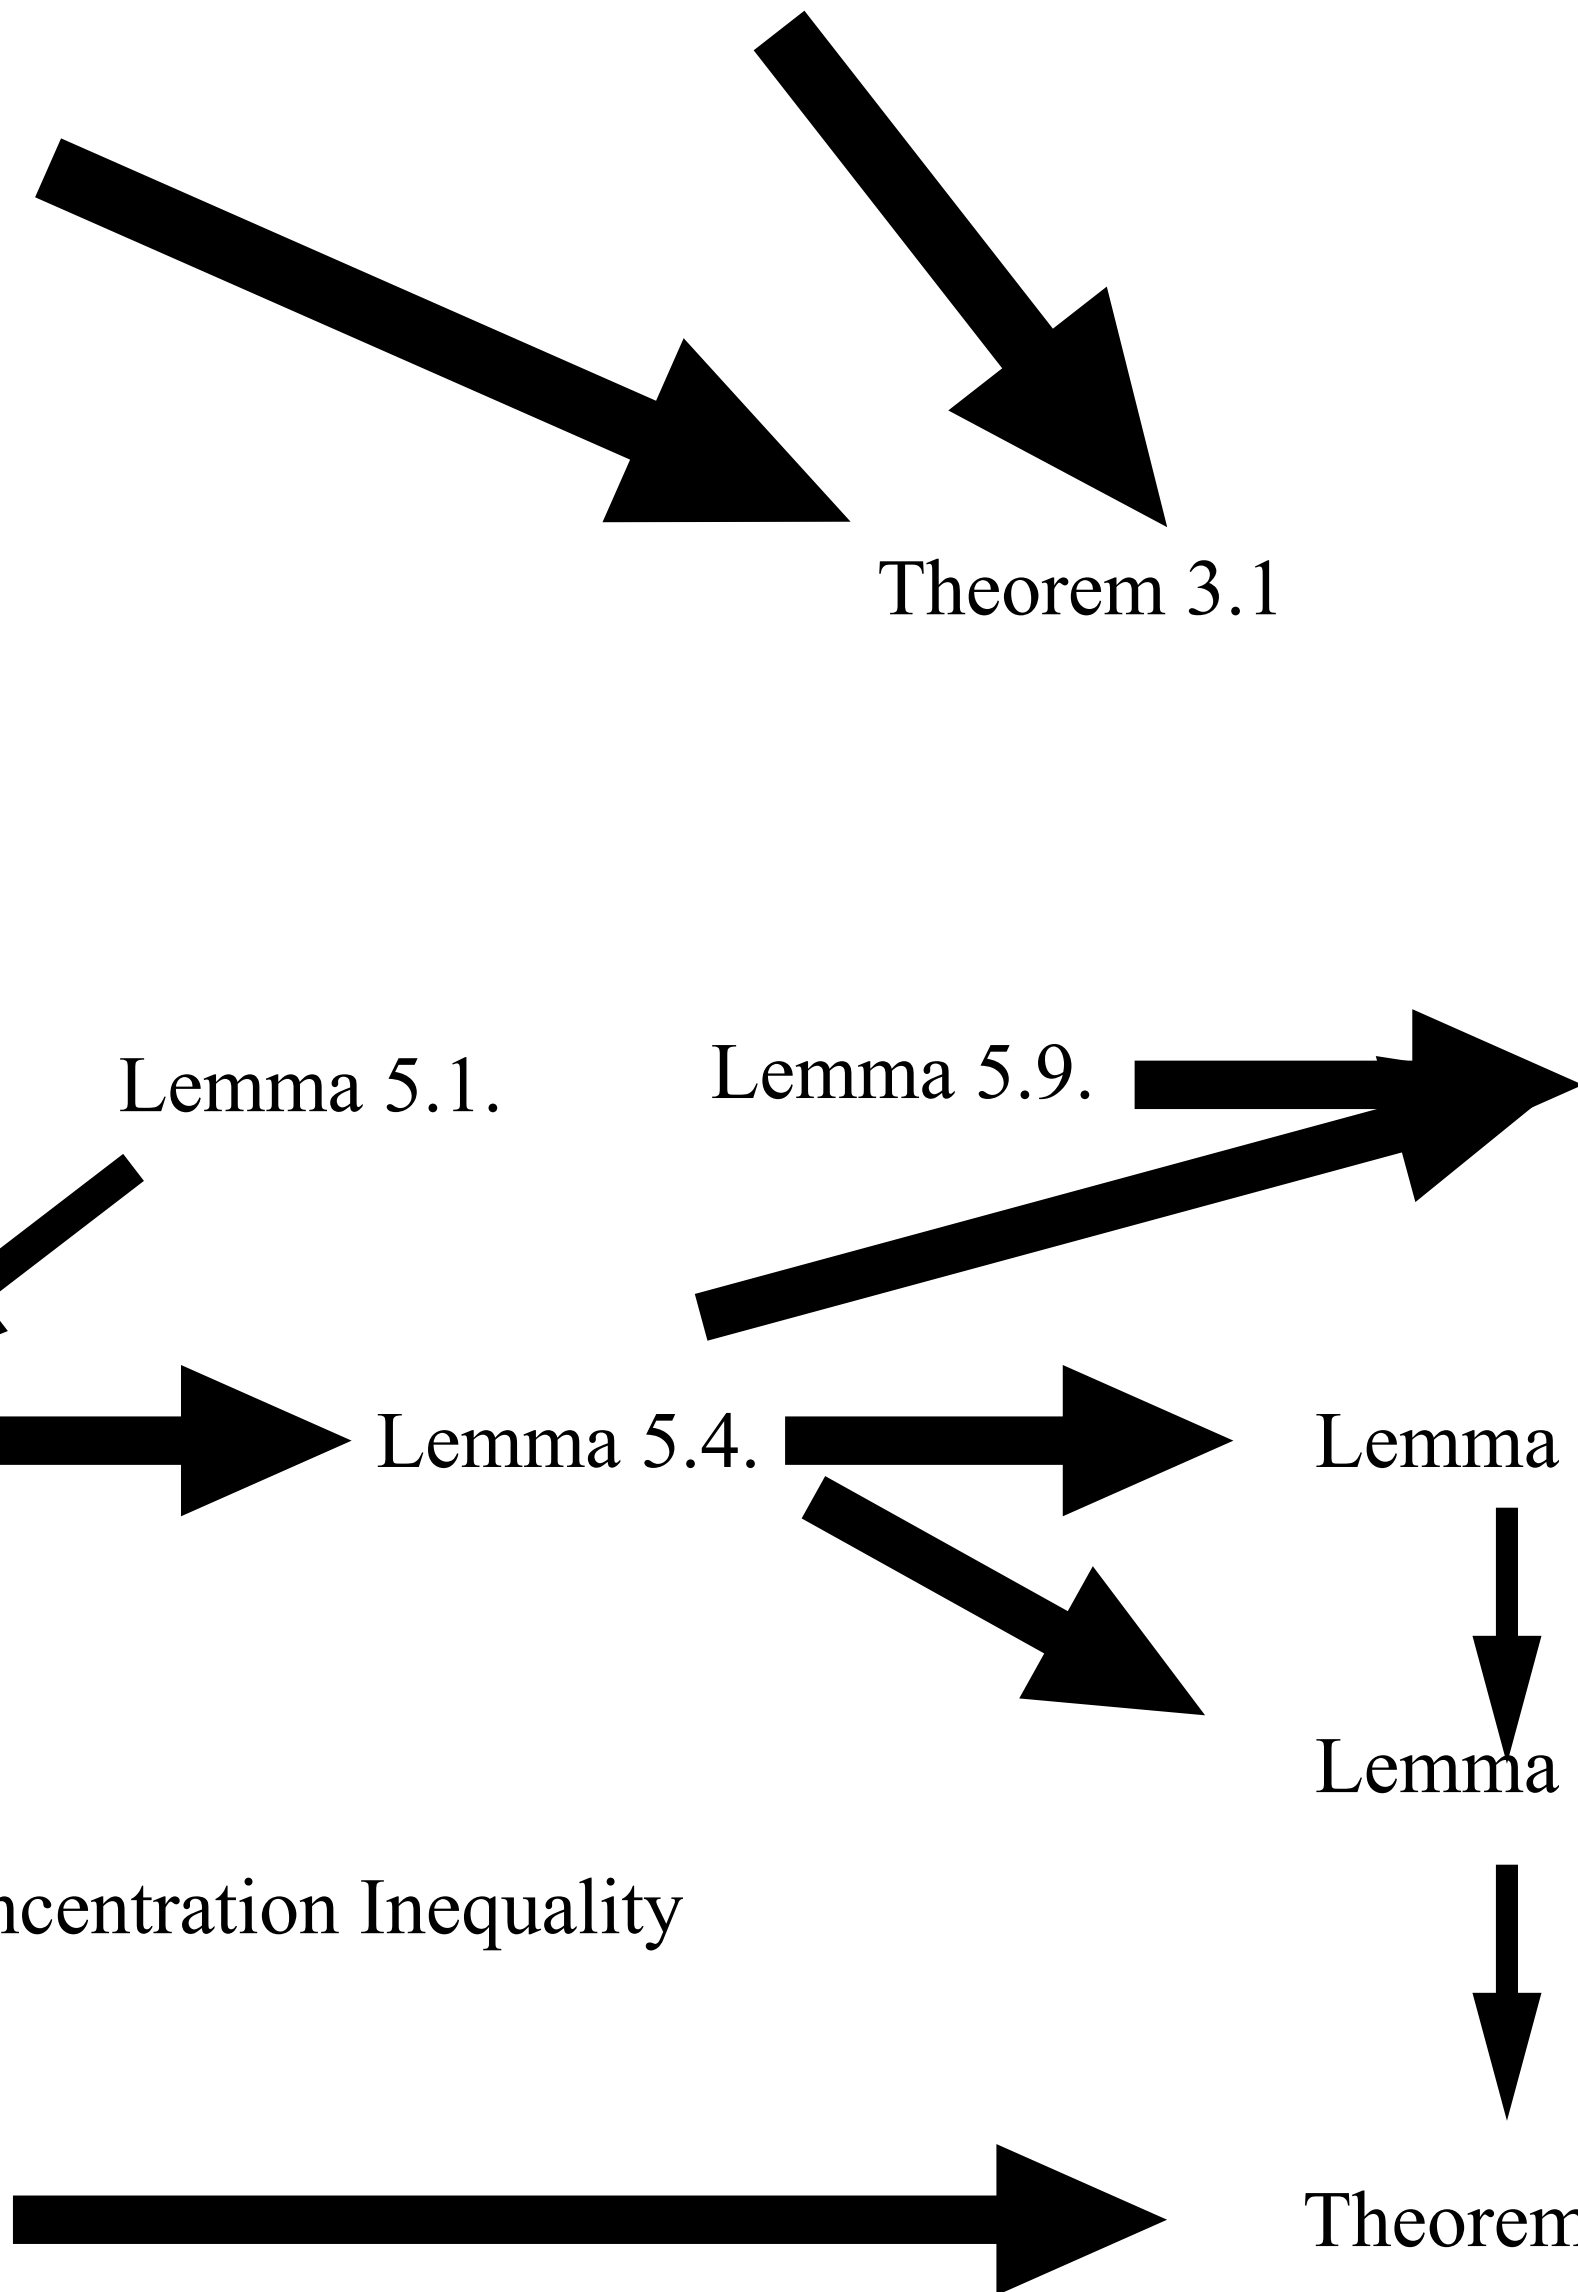 Theorem 3.1
Lemma 5.1.
Lemma 5.9.
Lemma 5.4.
Lemma
Lemma
ncentration Inequality
Theorem